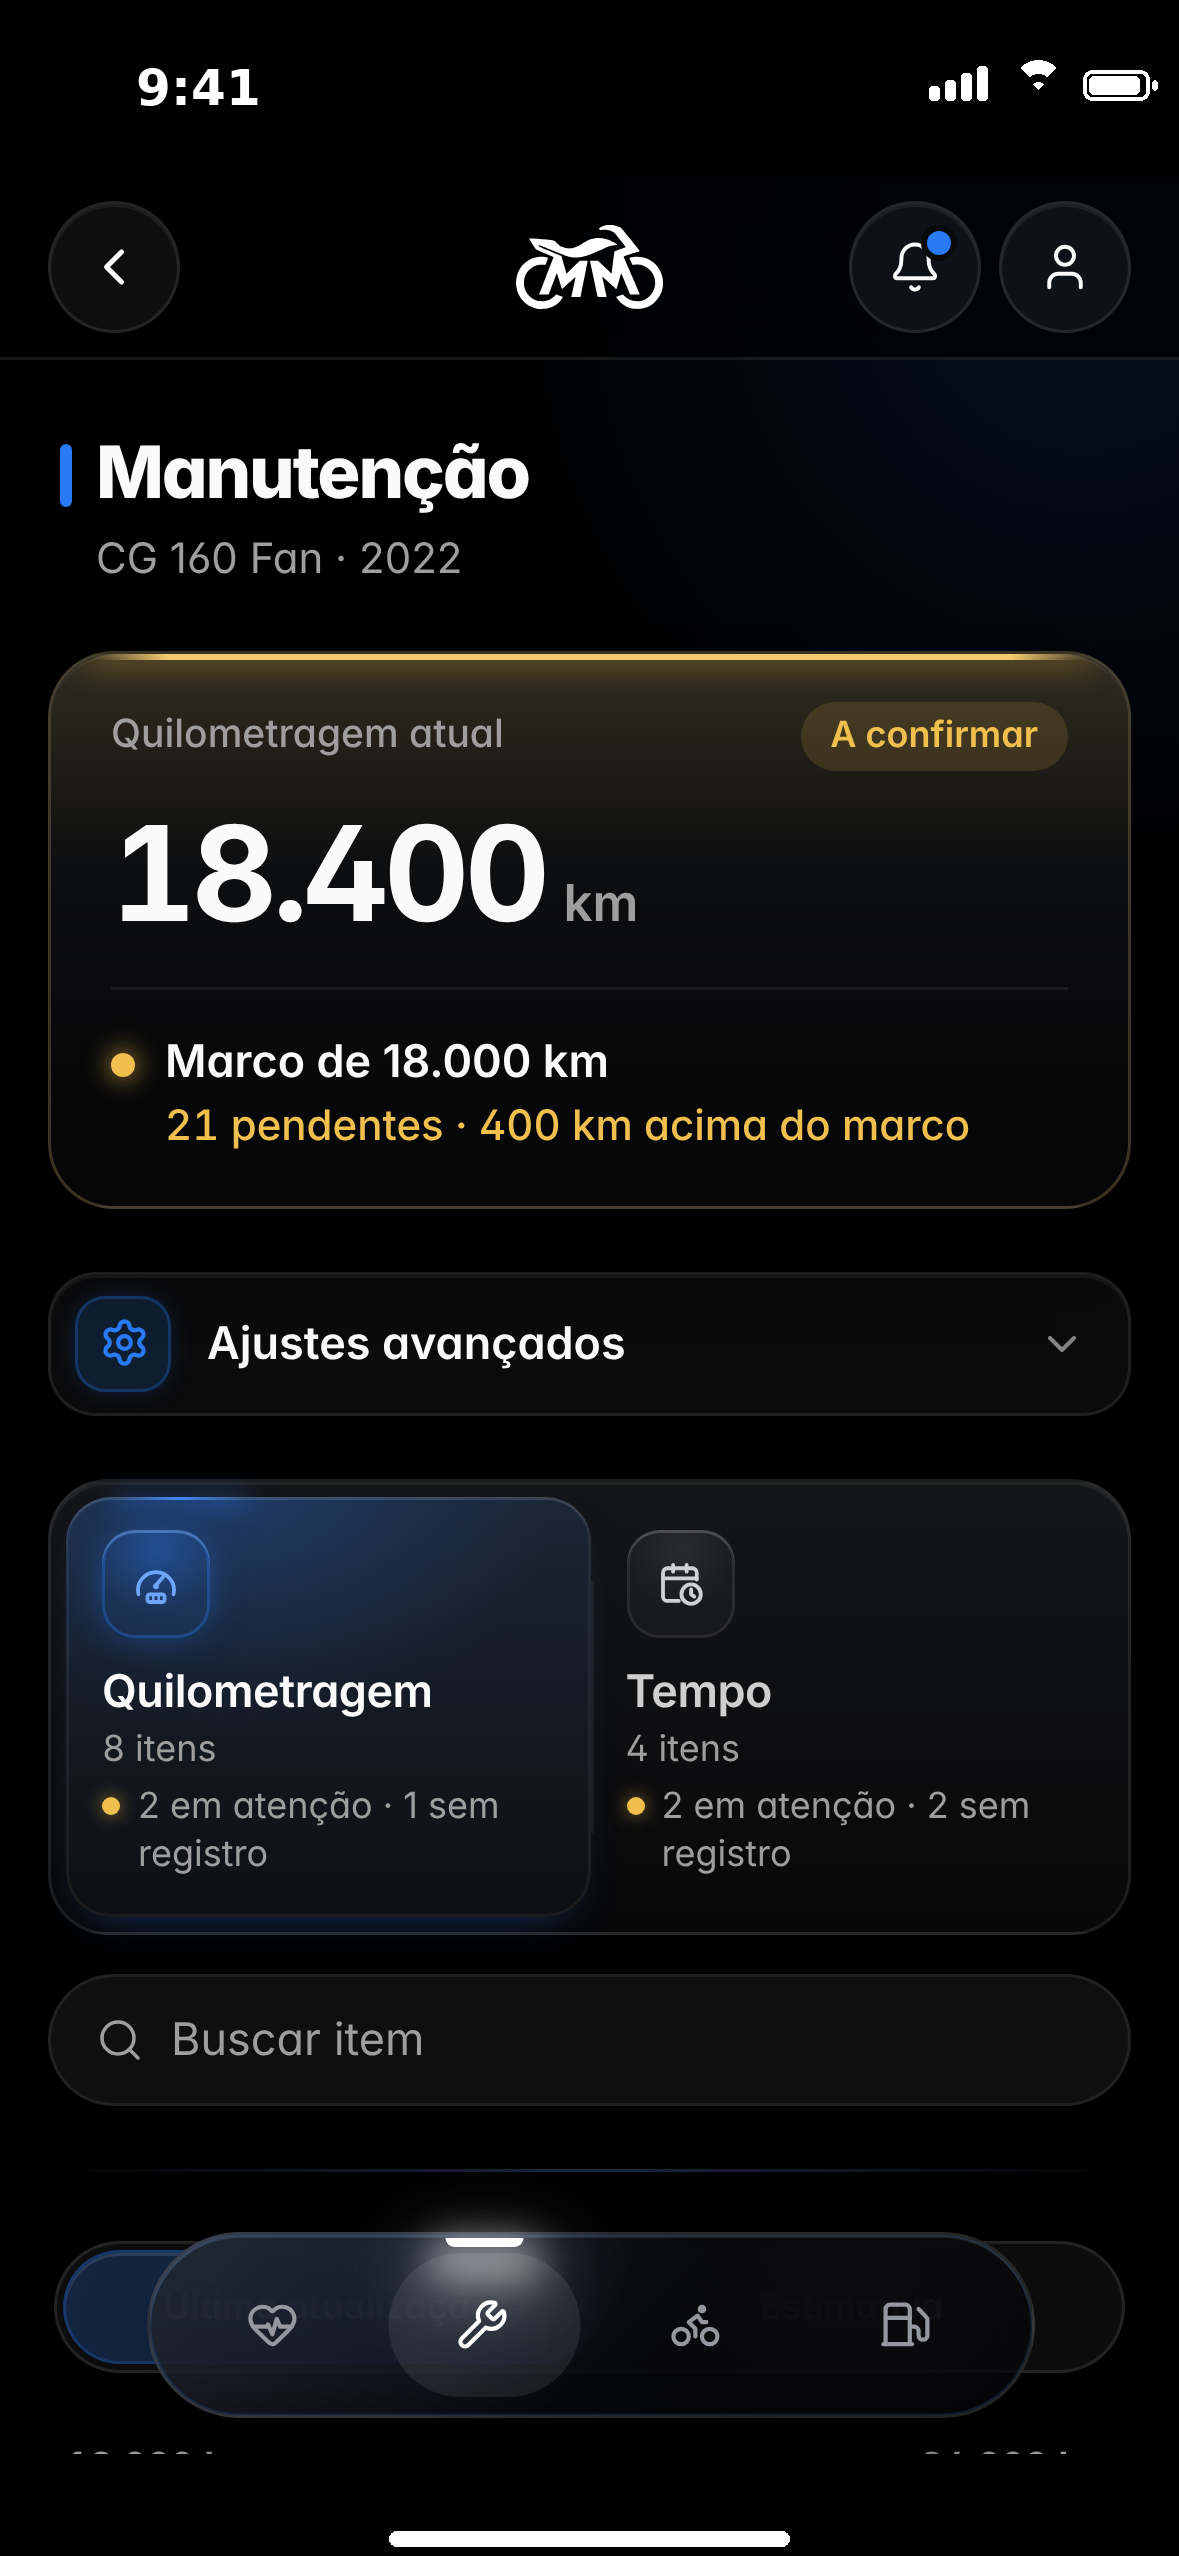 9:41
MM
Manutenção
CG 160 Fan · 2022
Quilometragem atual
A confirmar
18.400 km
Marco de 18.000 km
21 pendentes · 400 km acima do marco
Ajustes avançados
Quilometragem
8 itens
2 em atenção · 1 sem
registro
Tempo
4 itens
2 em atenção · 2 sem
registro
Buscar item